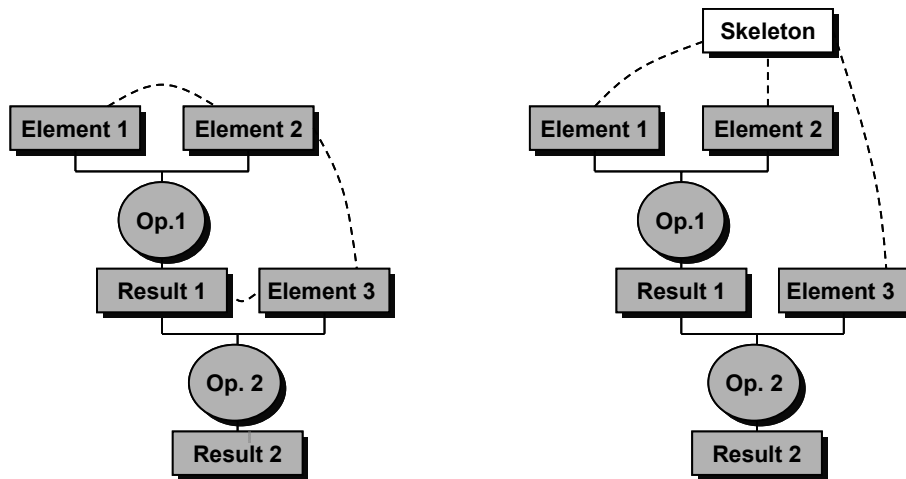 Element 1
Element 2
Op.1
Result 1
Element 3
Op. 2
Result 2
Skeleton
Element 1
Element 2
Op.1
Result 1
Element 3
Op. 2
Result 2